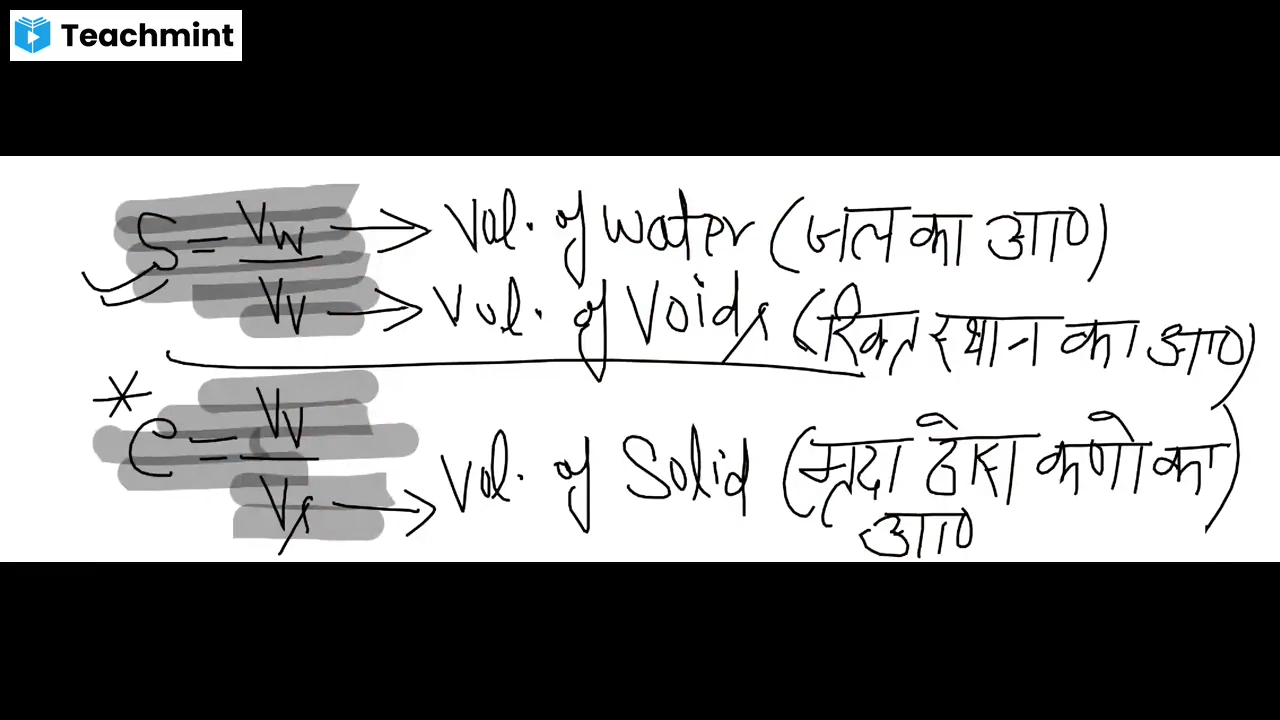 Teachmint
S = Vw → Vol. of water (जल का आ०)
Vv → Vol. of Voids (रिक्त स्थान का आ०)
e = Vv
Vs → Vol. of Solid (मृदा ठोस कणो का
आ०)